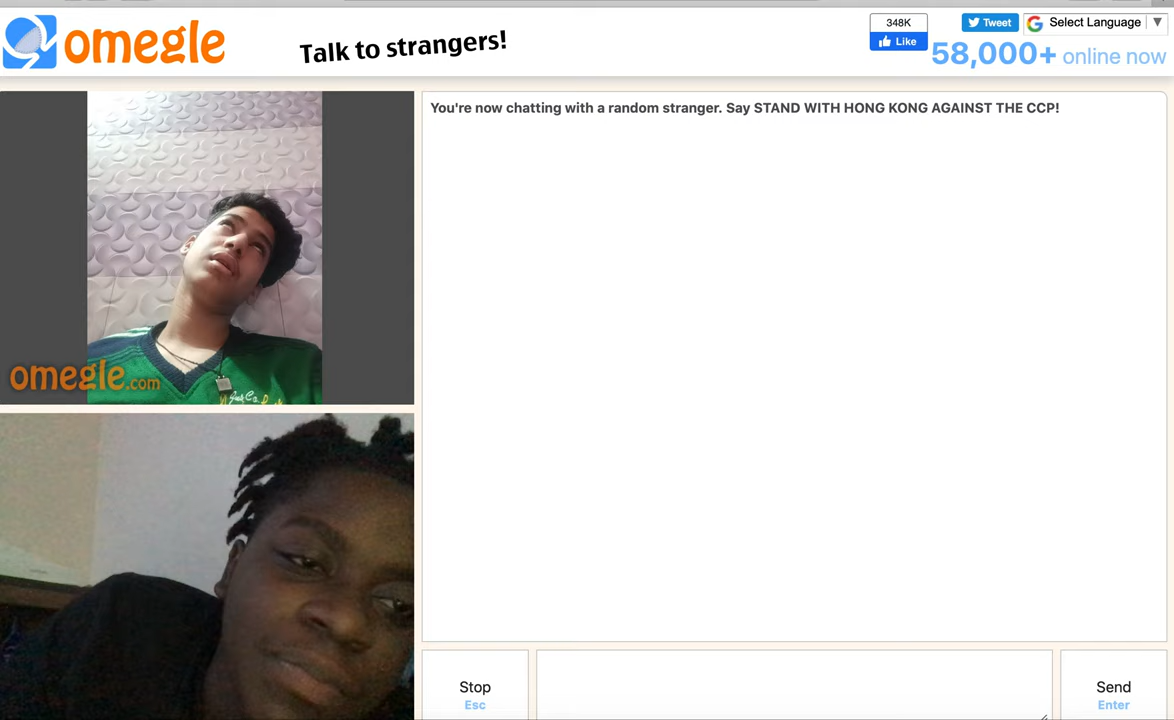 omegle
Talk to strangers!
348K
Like
Tweet
Select Language ▼
58,000+ online now
You're now chatting with a random stranger. Say STAND WITH HONG KONG AGAINST THE CCP!
omegle.com
Stop
Esc
Send
Enter